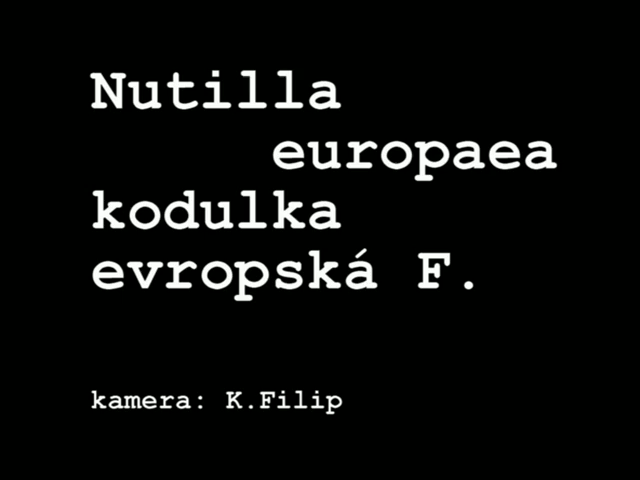 Nutilla
europaea
kodulka
evropská F.
kamera: K.Filip